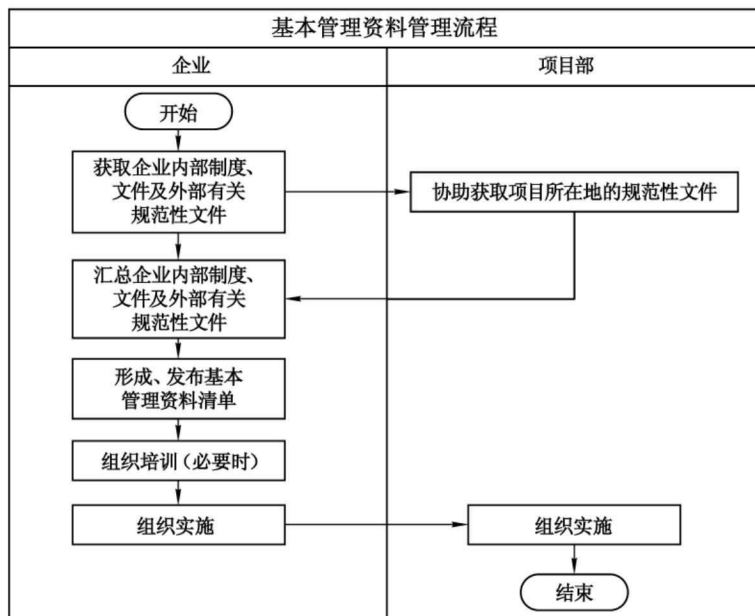 基本管理资料管理流程
企业
项目部
开始
获取企业内部制度、
文件及外部有关
规范性文件
协助获取项目所在地的规范性文件
汇总企业内部制度、
文件及外部有关
规范性文件
形成、发布基本
管理资料清单
组织培训(必要时)
组织实施
组织实施
结束